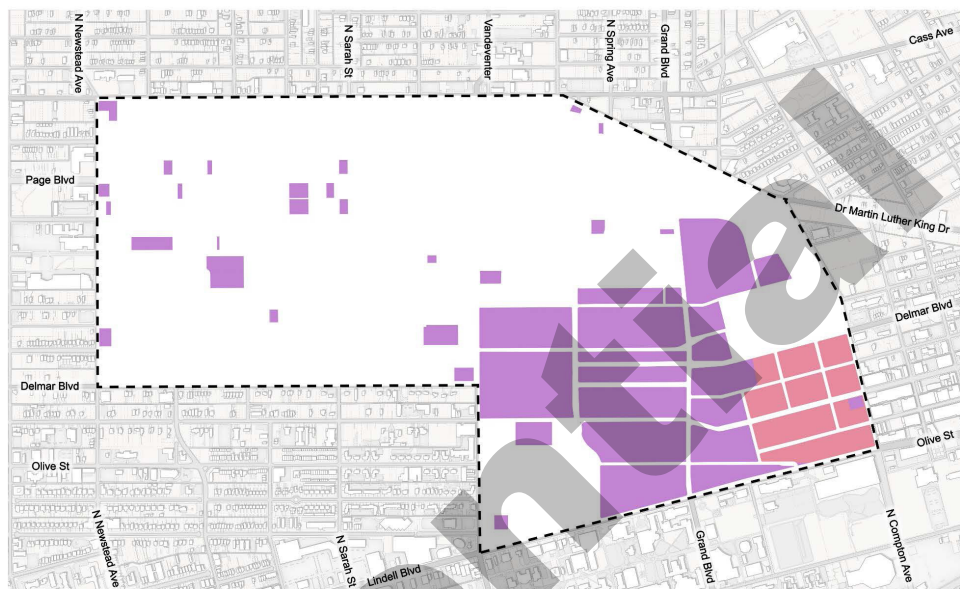 N Newstead Ave
N Sarah St
Vandeventer
N Spring Ave
Grand Blvd
Cass Ave
Page Blvd
Dr Martin Luther King Dr
Delmar Blvd
Delmar Blvd
Olive St
Olive St
N Newstead Ave
N Sarah St
Lindell Blvd
Grand Blvd
N Compton Ave
ntial